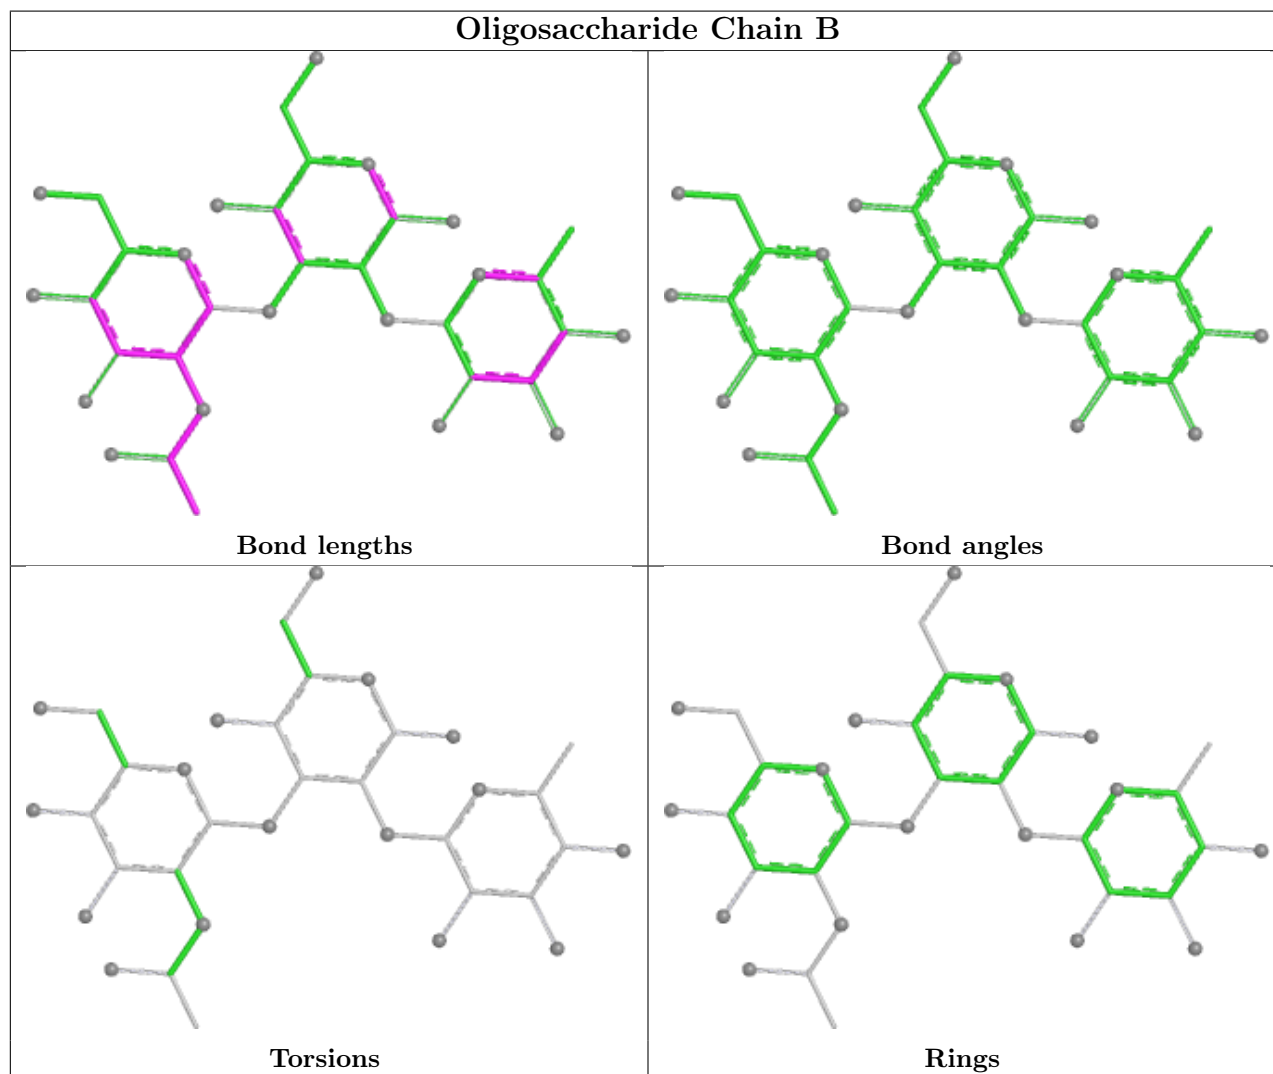 Oligosaccharide Chain B
Bond lengths
Bond angles
Torsions
Rings